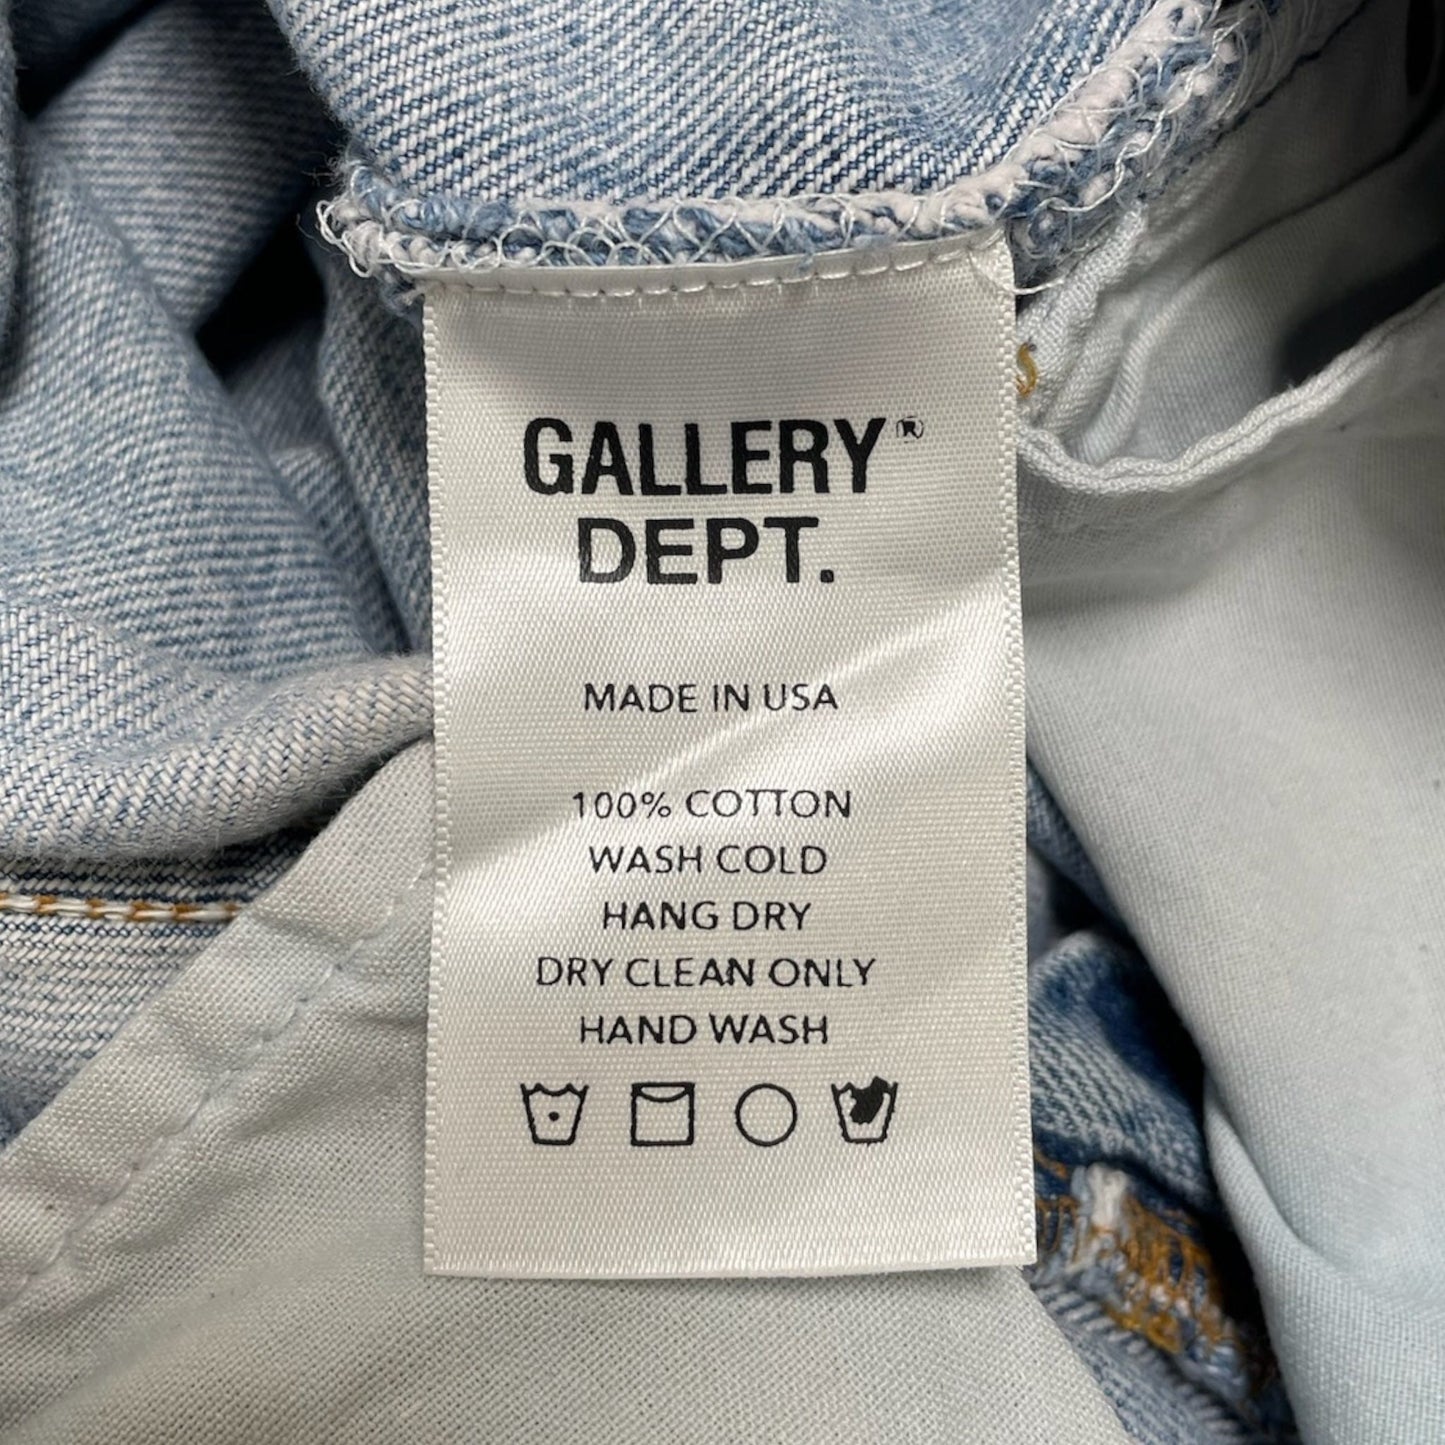 GALLERY®
DEPT.
MADE IN USA
100% COTTON
WASH COLD
HANG DRY
DRY CLEAN ONLY
HAND WASH